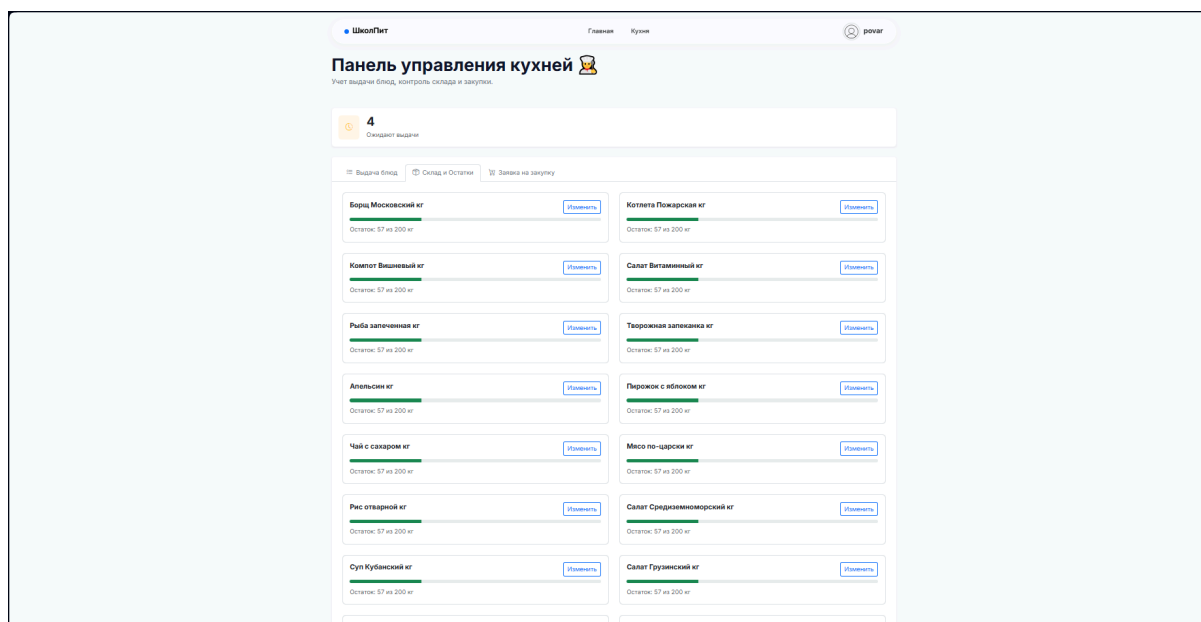 ШколПит
Главная Кухня
povar
Панель управления кухней
Учет выдачи блюд, контроль склада и закупки.
4
Ожидают выдачи
Выдача блюд Склад и Остатки Заявка на закупку
Борщ Московский кг Изменить
Остаток: 57 из 200 кг
Котлета Пожарская кг Изменить
Остаток: 57 из 200 кг
Компот Вишневый кг Изменить
Остаток: 57 из 200 кг
Салат Витаминный кг Изменить
Остаток: 57 из 200 кг
Рыба запеченная кг Изменить
Остаток: 57 из 200 кг
Творожная запеканка кг Изменить
Остаток: 57 из 200 кг
Апельсин кг Изменить
Остаток: 57 из 200 кг
Пирожок с яблоком кг Изменить
Остаток: 57 из 200 кг
Чай с сахаром кг Изменить
Остаток: 57 из 200 кг
Мясо по-царски кг Изменить
Остаток: 57 из 200 кг
Рис отварной кг Изменить
Остаток: 57 из 200 кг
Салат Средиземноморский кг Изменить
Остаток: 57 из 200 кг
Суп Кубанский кг Изменить
Остаток: 57 из 200 кг
Салат Грузинский кг Изменить
Остаток: 57 из 200 кг